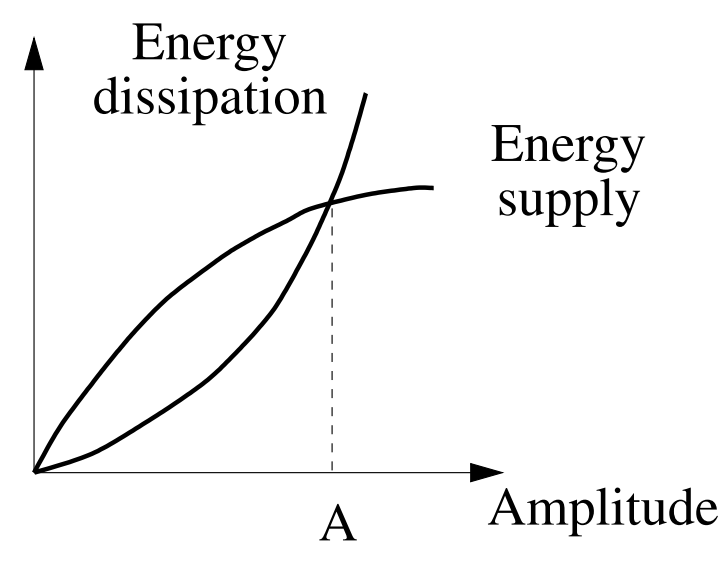 Energy
dissipation
Energy
supply
A
Amplitude